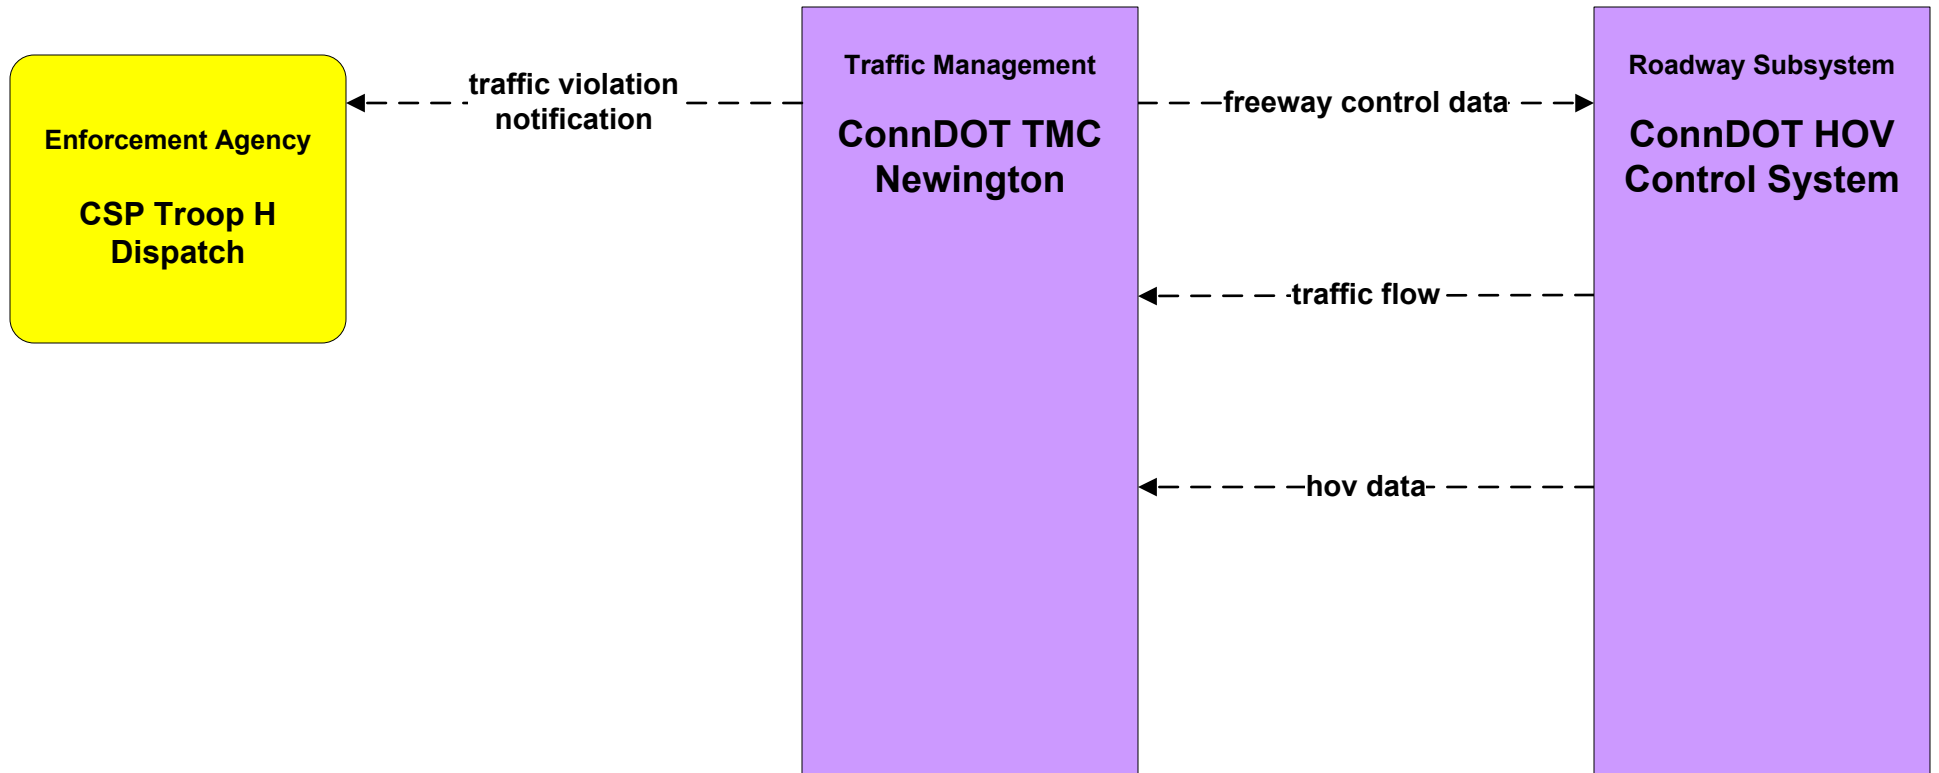 Enforcement Agency
CSP Troop H
Dispatch
traffic violation
notification
Traffic Management
ConnDOT TMC
Newington
freeway control data
traffic flow
hov data
Roadway Subsystem
ConnDOT HOV
Control System